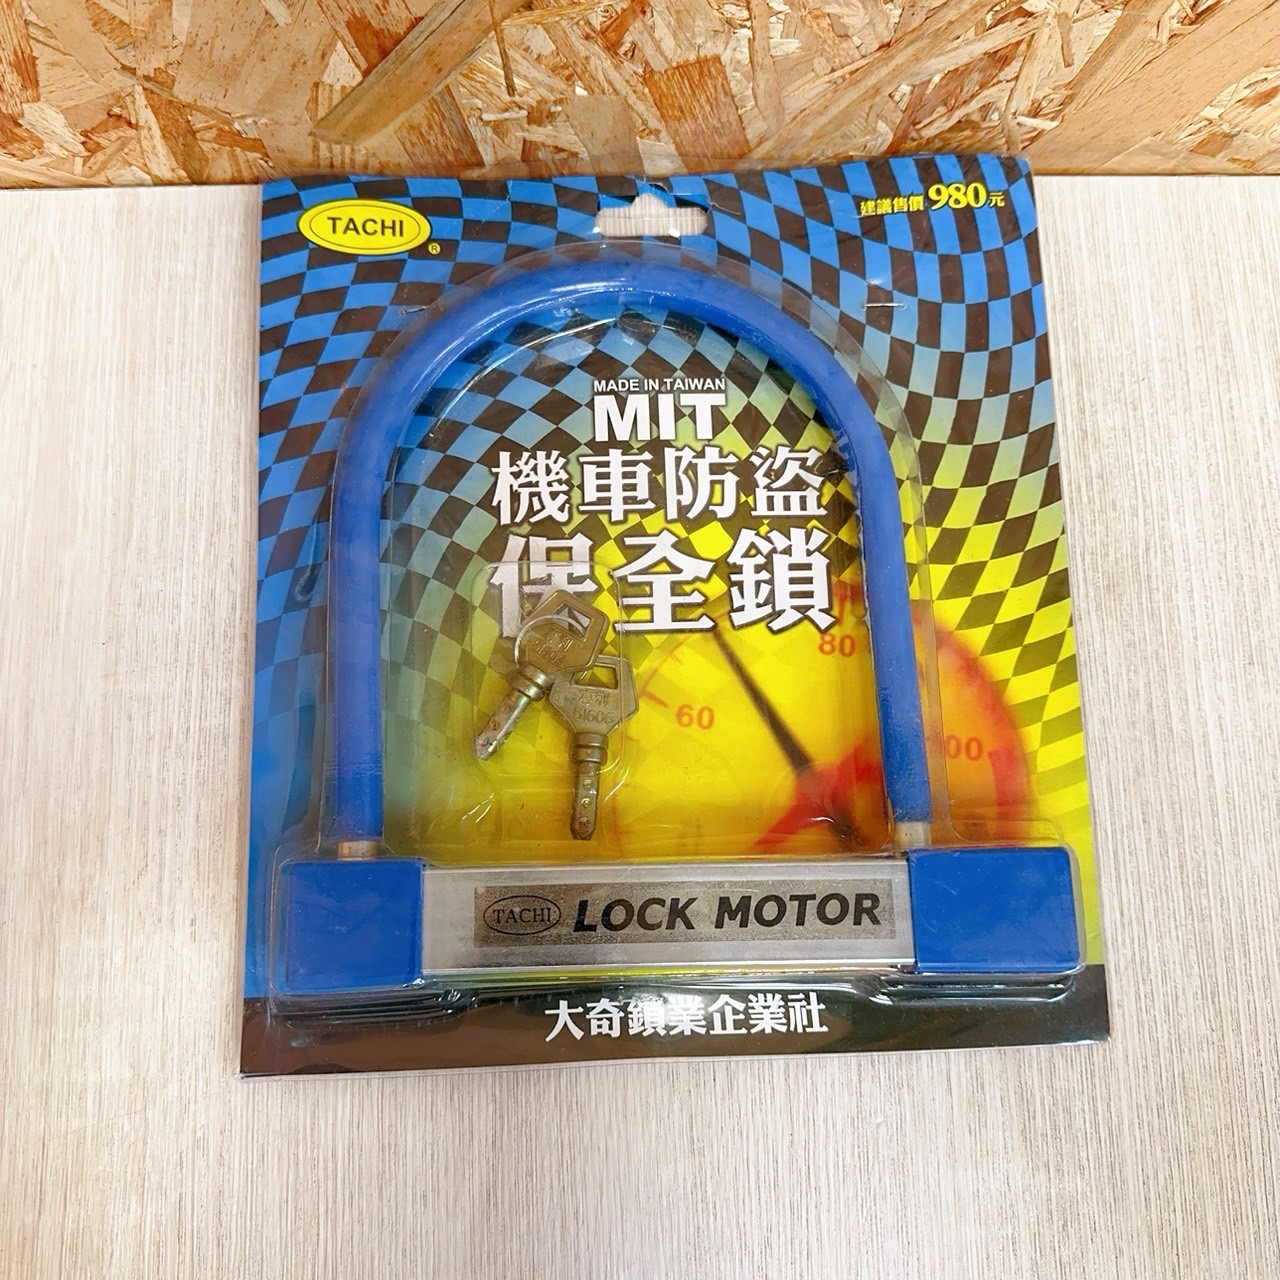 TACHI
®
建議售價980元
MADE IN TAIWAN
MIT
機車防盜
保全鎖
80
60
TACHI LOCK MOTOR
大奇鎖業企業社